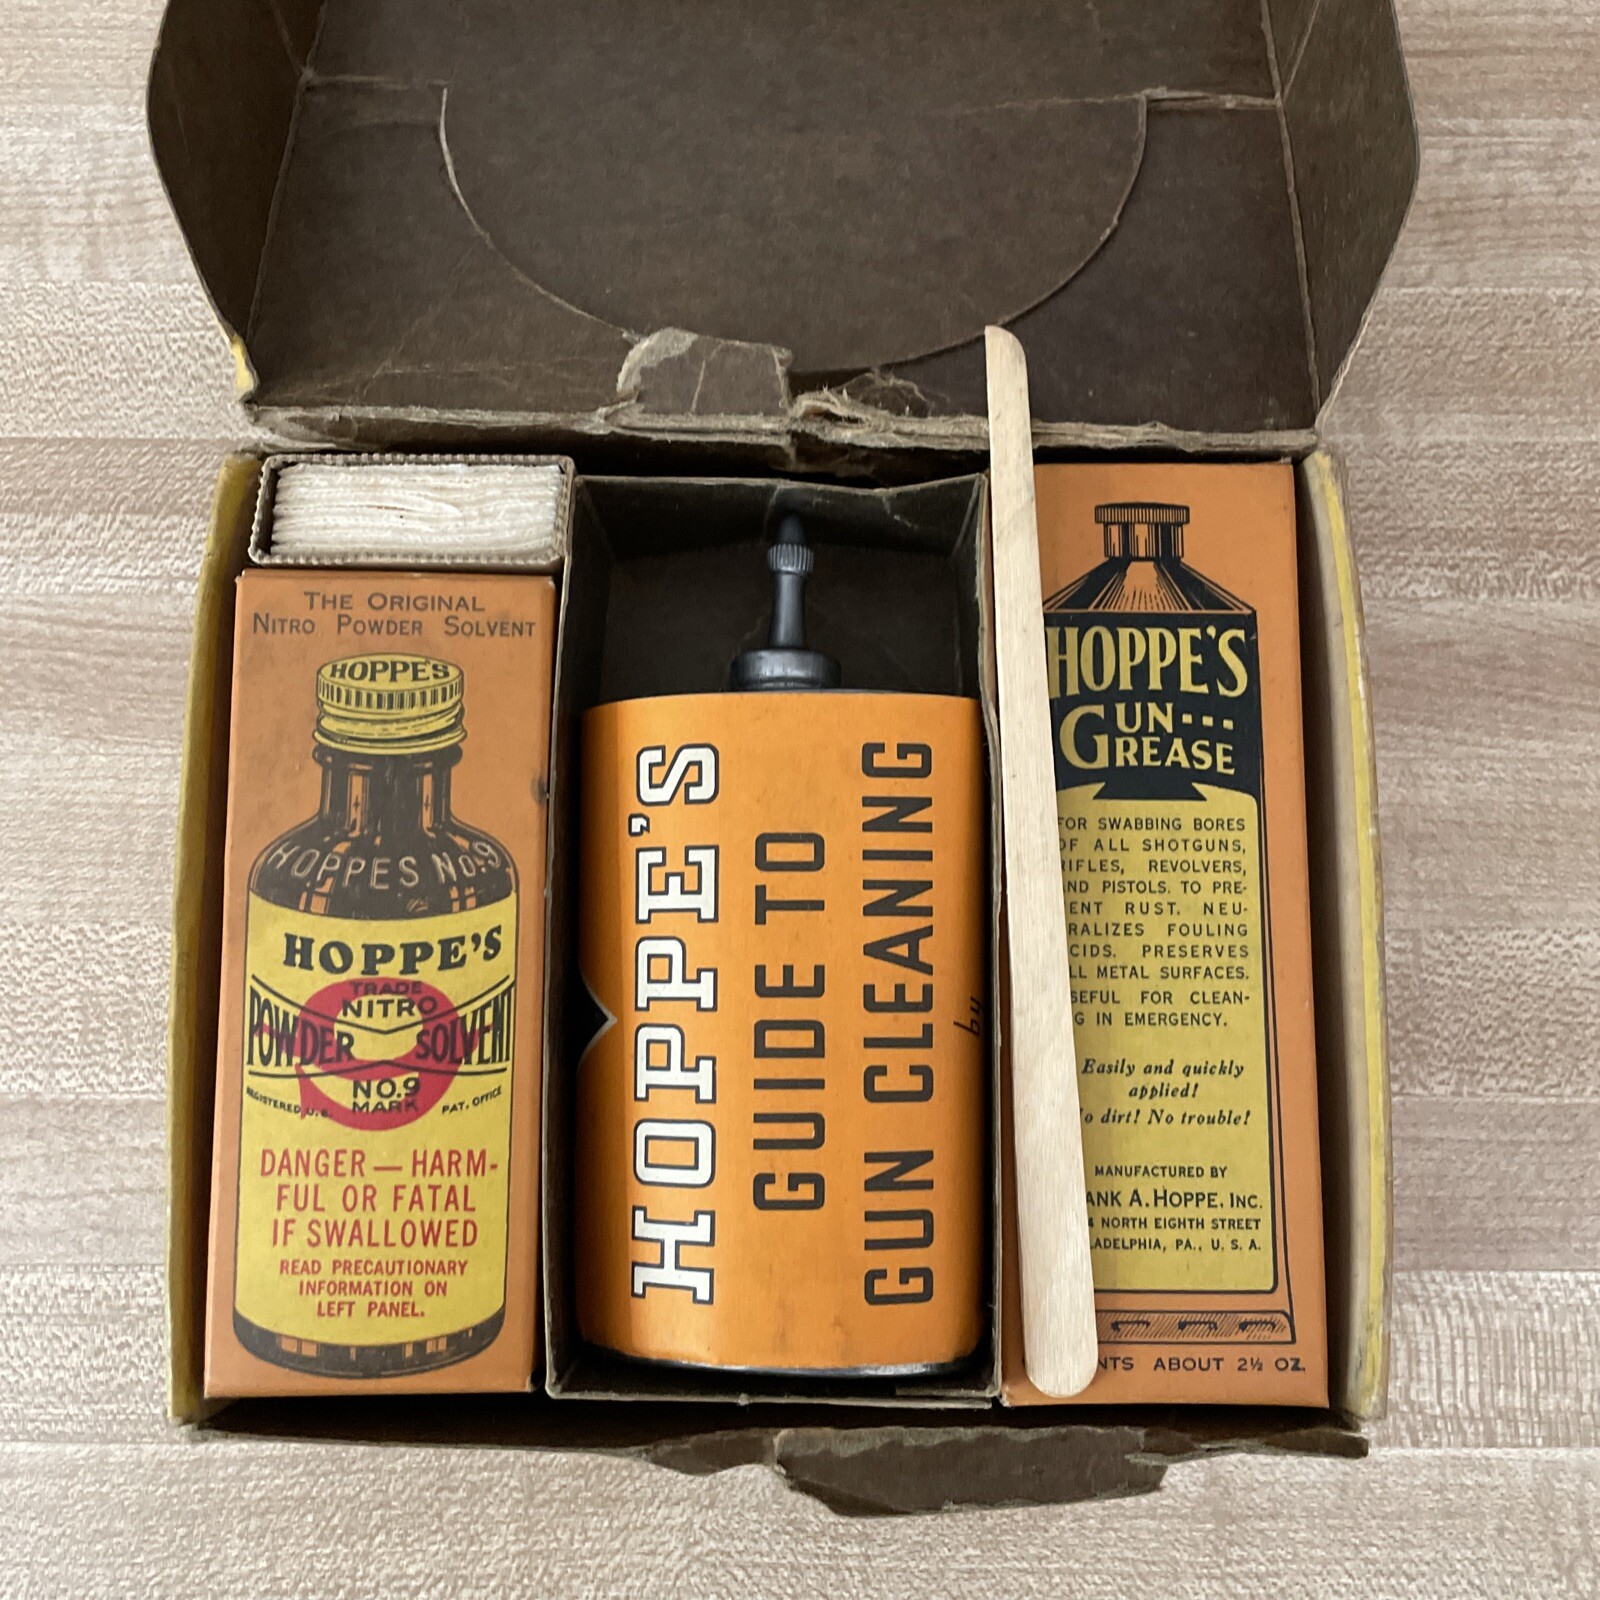 THE ORIGINAL
NITRO POWDER SOLVENT
HOPPE'S
HOPPES NO.9
HOPPE'S
TRADE
NITRO
POWDER SOLVENT
NO.9
MARK
REGISTERED U.S. PAT. OFFICE
DANGER — HARM-
FUL OR FATAL
IF SWALLOWED
READ PRECAUTIONARY
INFORMATION ON
LEFT PANEL.
HOPPE'S
GUIDE TO
GUN CLEANING
by
HOPPE'S
GUN---
GREASE
FOR SWABBING BORES
OF ALL SHOTGUNS,
RIFLES, REVOLVERS,
AND PISTOLS. TO PRE-
ENT RUST. NEU-
RALIZES FOULING
CIDS. PRESERVES
LL METAL SURFACES.
SEFUL FOR CLEAN-
G IN EMERGENCY.
Easily and quickly
applied!
o dirt! No trouble!
MANUFACTURED BY
ANK A. HOPPE, INC.
4 NORTH EIGHTH STREET
ADELPHIA, PA., U. S. A.
NTS ABOUT 2½ OZ.